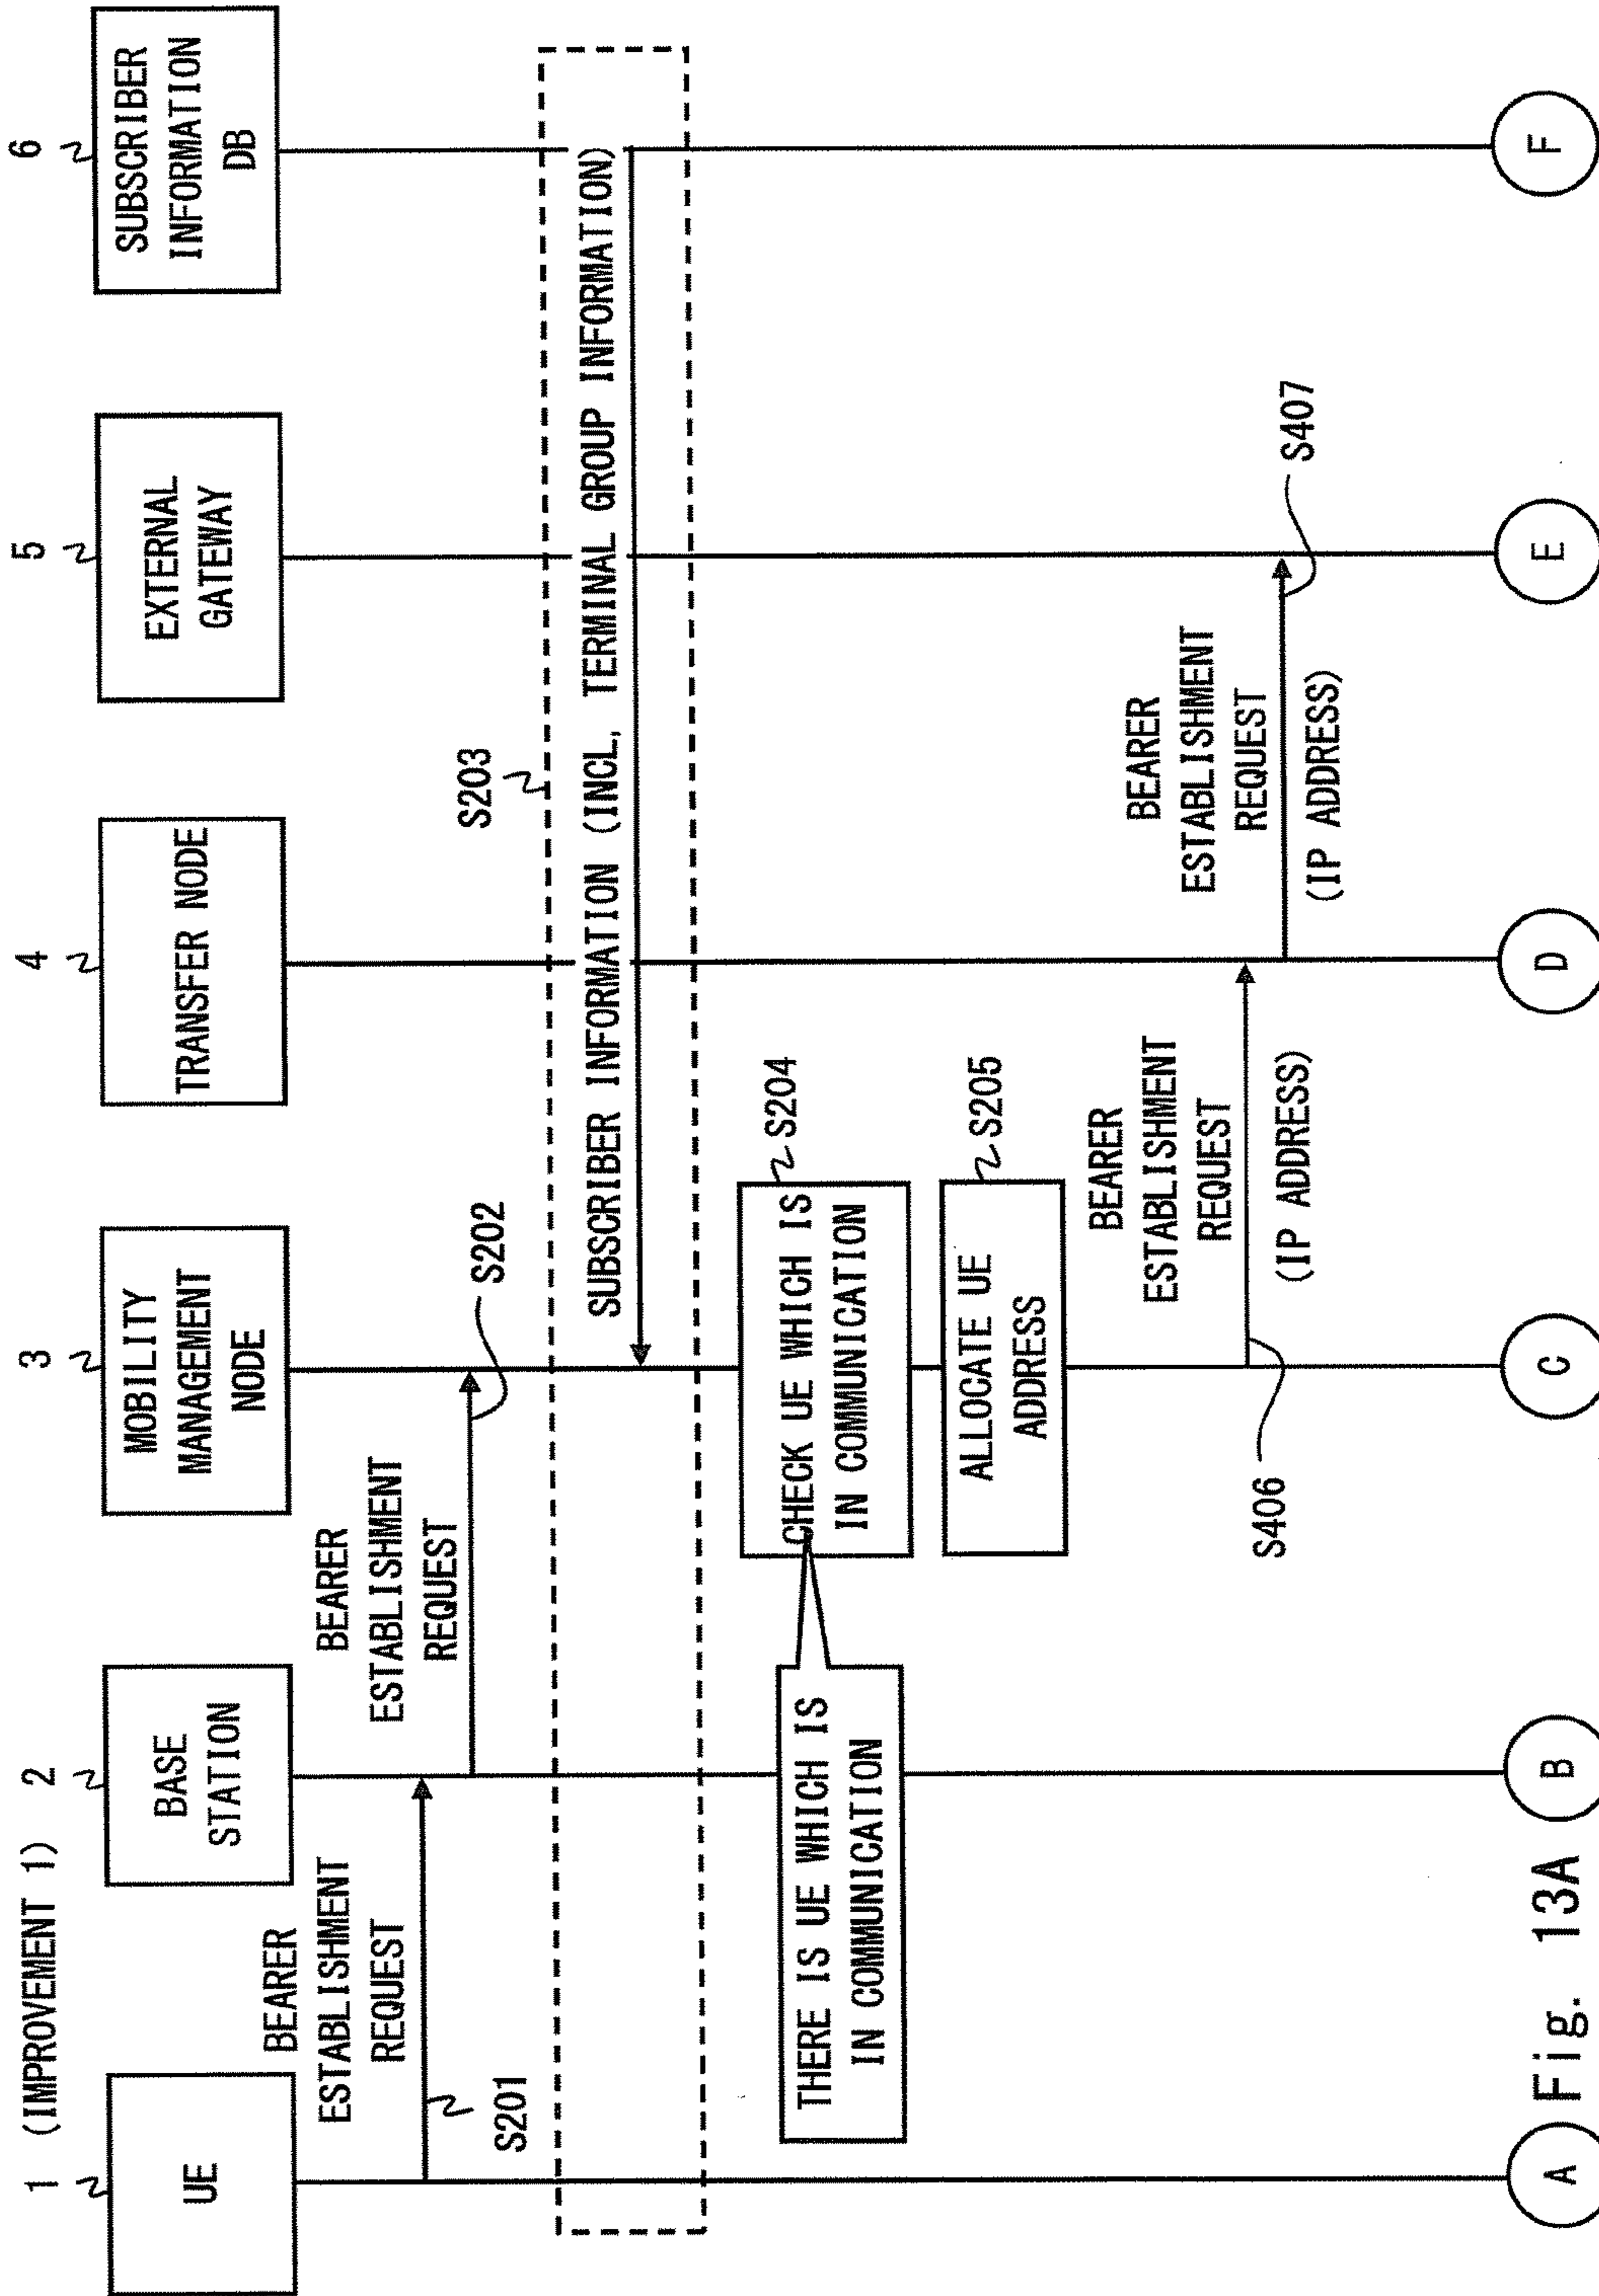 1 (IMPROVEMENT 1)
2
3
4
5
6
UE
BASE
STATION
MOBILITY
MANAGEMENT
NODE
TRANSFER NODE
EXTERNAL
GATEWAY
SUBSCRIBER
INFORMATION
DB
BEARER
ESTABLISHMENT
REQUEST
S201
BEARER
ESTABLISHMENT
REQUEST
S202
S203
SUBSCRIBER INFORMATION (INCL, TERMINAL GROUP INFORMATION)
THERE IS UE WHICH IS
IN COMMUNICATION
CHECK UE WHICH IS
IN COMMUNICATION
S204
ALLOCATE UE
ADDRESS
S205
BEARER
ESTABLISHMENT
REQUEST
(IP ADDRESS)
S406
BEARER
ESTABLISHMENT
REQUEST
(IP ADDRESS)
S407
A
B
C
D
E
F
Fig. 13A